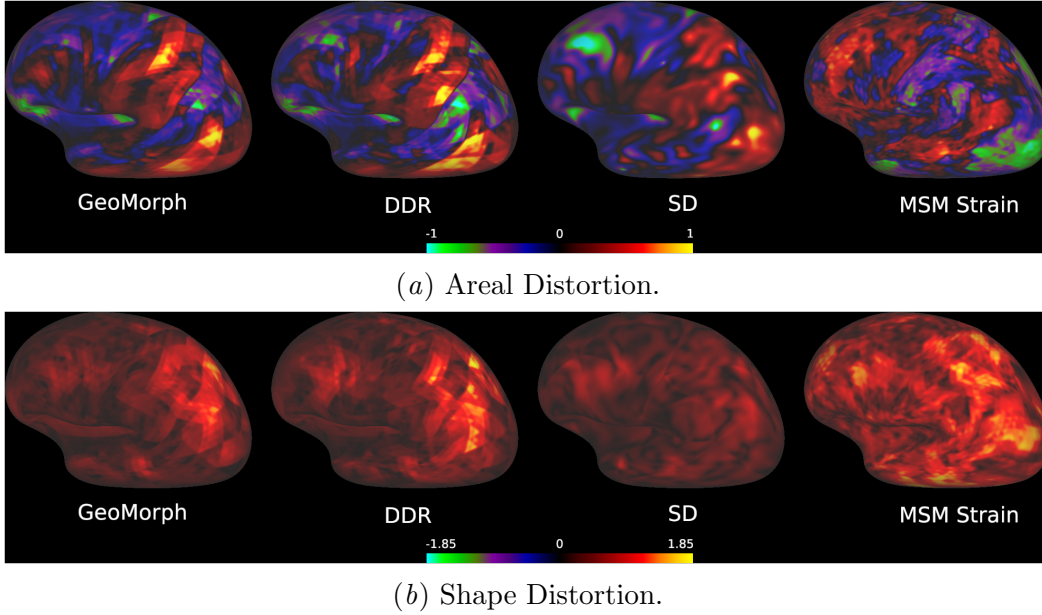 GeoMorph DDR SD MSM Strain
-1 0 1
(a) Areal Distortion.
GeoMorph DDR SD MSM Strain
-1.85 0 1.85
(b) Shape Distortion.